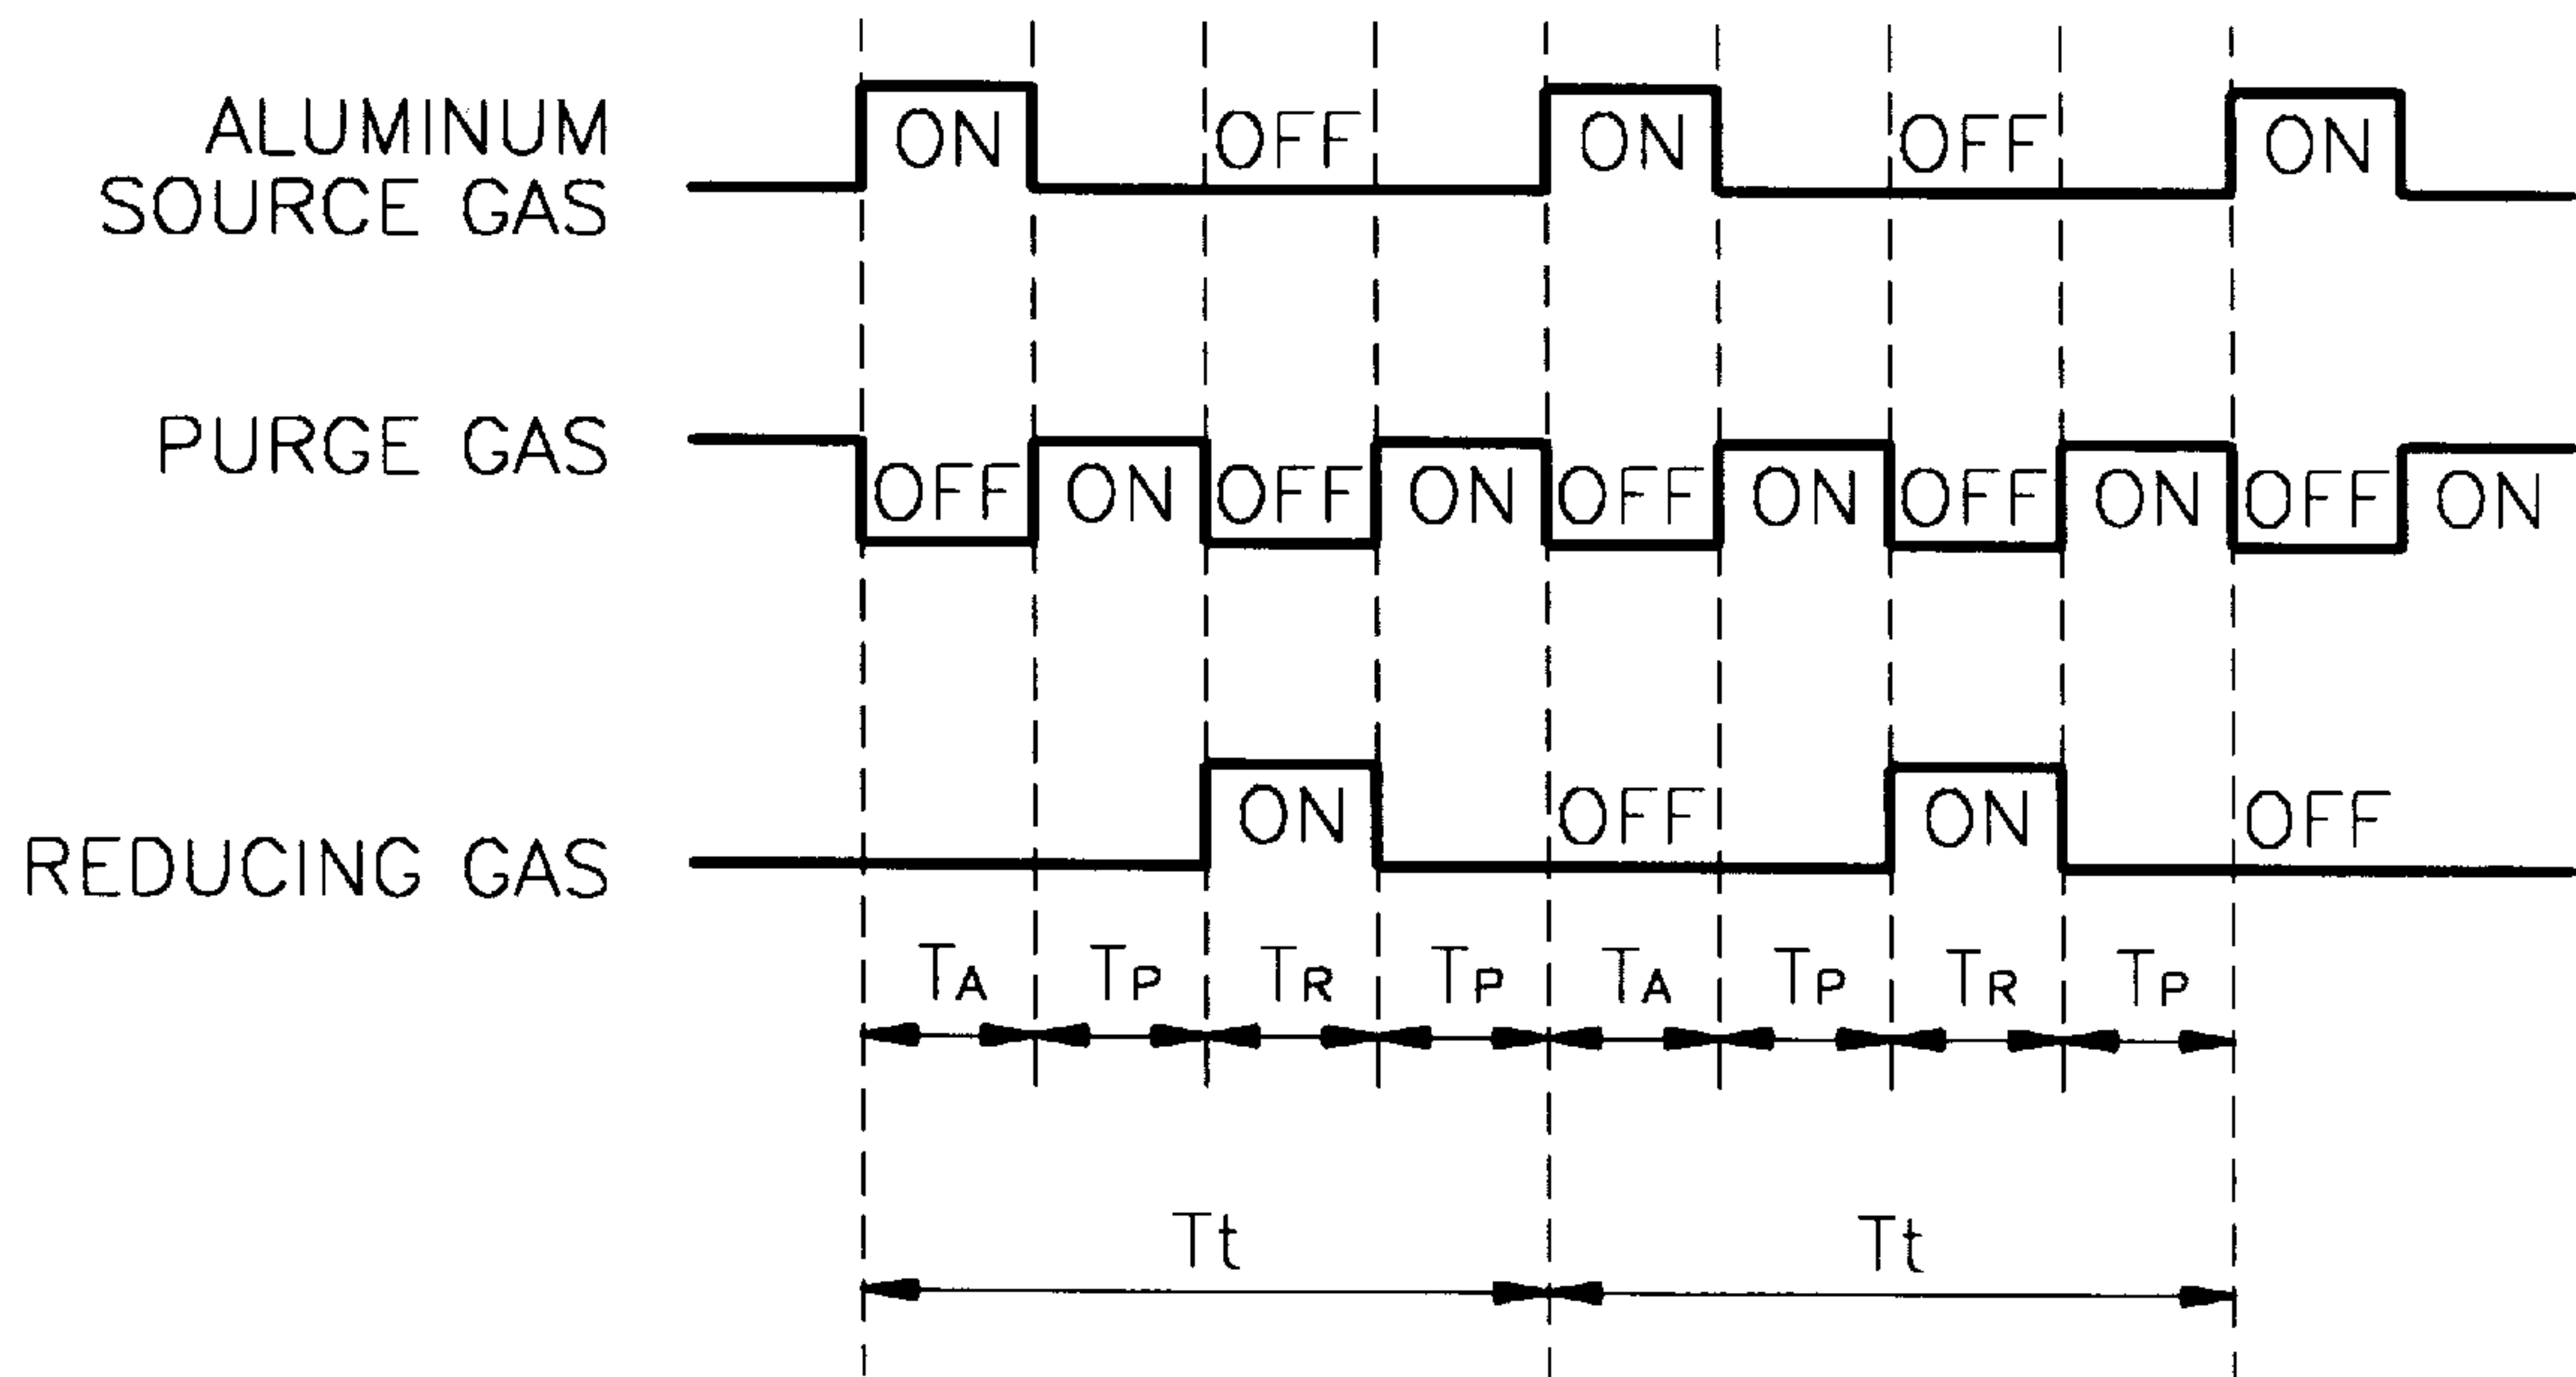 ALUMINUM
SOURCE GAS
ON OFF ON OFF ON
PURGE GAS
OFF ON OFF ON OFF ON OFF ON OFF ON
REDUCING GAS
ON OFF ON OFF
TA TP TR TP TA TP TR TP
Tt Tt